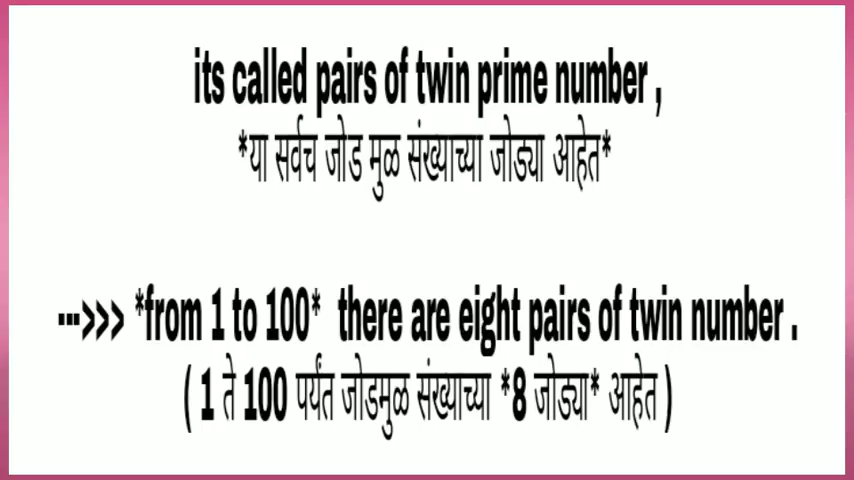 its called pairs of twin prime number ,
*या सर्वच जोड मुळ संख्याच्या जोड्या आहेत*
---››› *from 1 to 100* there are eight pairs of twin number .
( 1 ते 100 पर्यंत जोडमुळ संख्याच्या *8 जोड्या* आहेत )